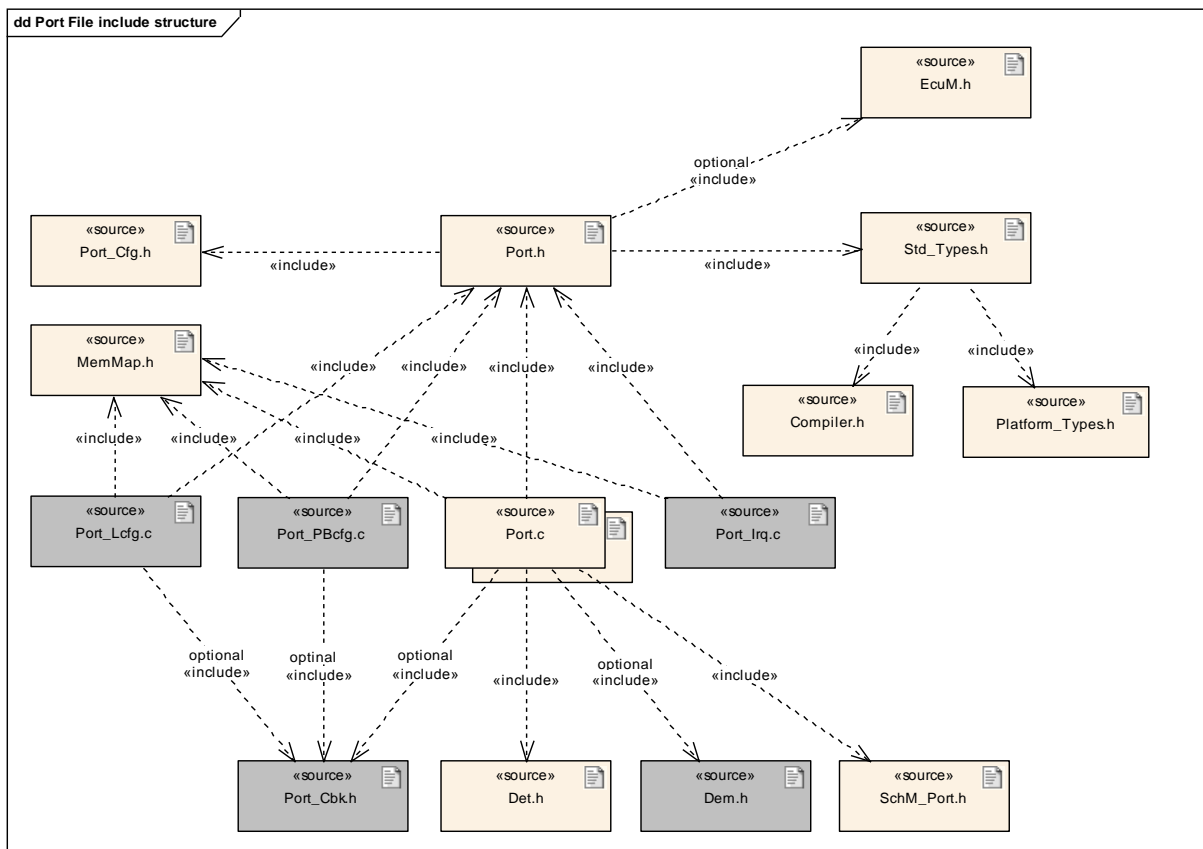 dd Port File include structure
«source»
EcuM.h
optional
«include»
«source»
Port_Cfg.h
«include»
«source»
Port.h
«include»
«source»
Std_Types.h
«source»
MemMap.h
«include»
«include»
«include»
«include»
«include»
«source»
Compiler.h
«source»
Platform_Types.h
«include»
«include»
«include»
«include»
«include»
«source»
Port_Lcfg.c
«source»
Port_PBcfg.c
«source»
Port.c
«source»
Port_Irq.c
optional
«include»
optinal
«include»
optional
«include»
«include»
optional
«include»
«include»
«source»
Port_Cbk.h
«source»
Det.h
«source»
Dem.h
«source»
SchM_Port.h